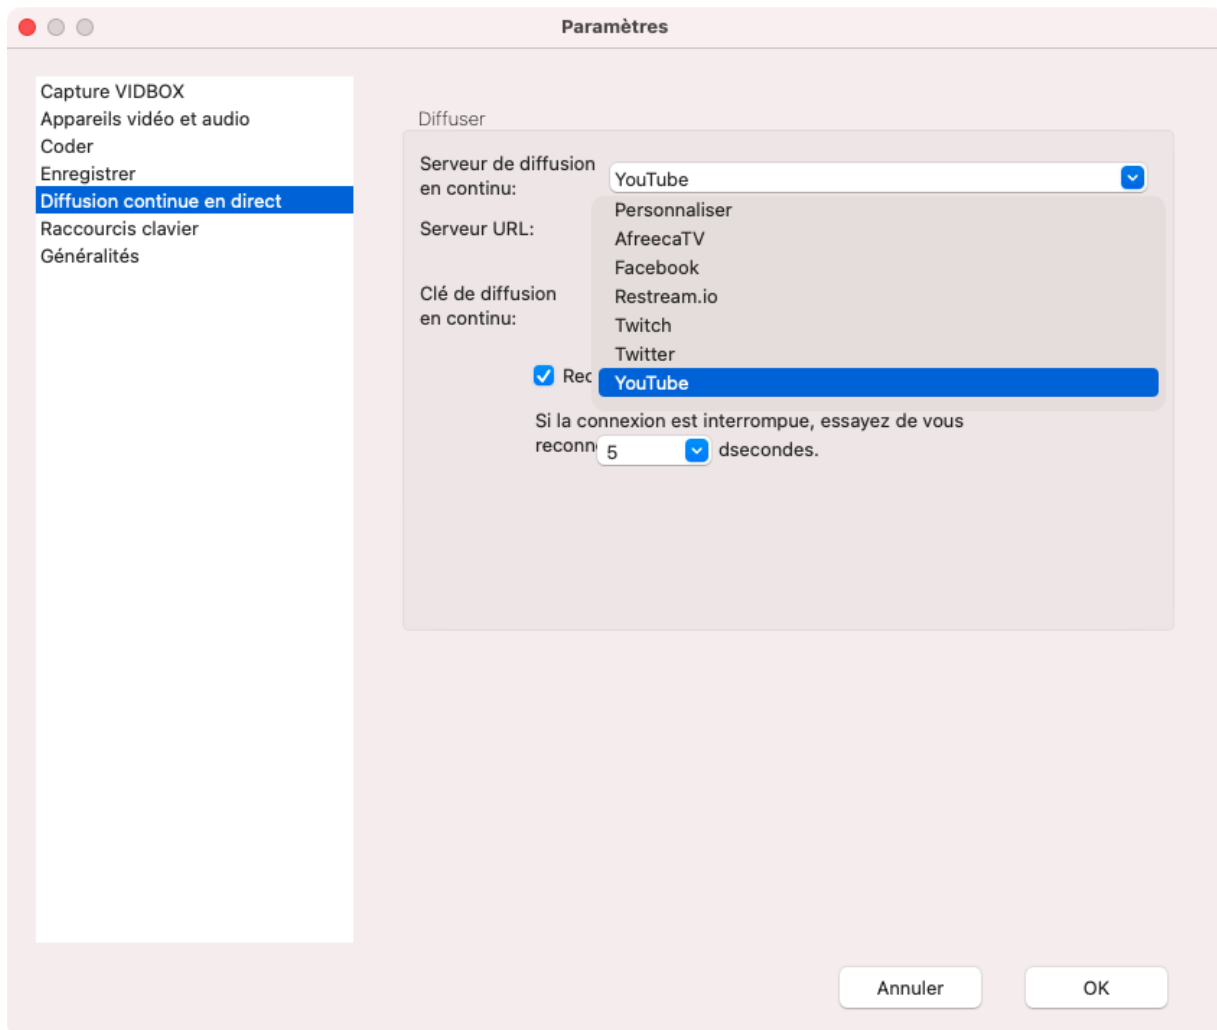 Paramètres
Capture VIDBOX
Appareils vidéo et audio
Coder
Enregistrer
Diffusion continue en direct
Raccourcis clavier
Généralités
Diffuser
Serveur de diffusion
en continu:
YouTube
Serveur URL:
Clé de diffusion
en continu:
Personnaliser
AfreecaTV
Facebook
Restream.io
Twitch
Twitter
YouTube
Si la connexion est interrompue, essayez de vous
5 dsecondes.
Annuler
OK